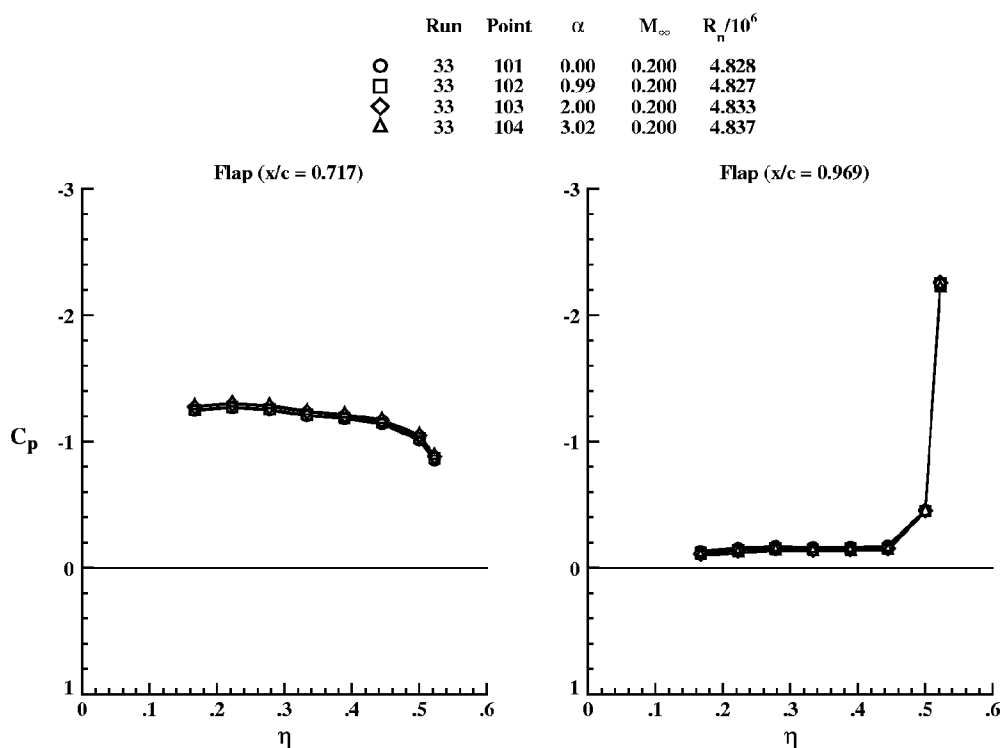 Run Point α M∞ Rn/10^6
33 101 0.00 0.200 4.828
33 102 0.99 0.200 4.827
33 103 2.00 0.200 4.833
33 104 3.02 0.200 4.837
Flap (x/c = 0.717)
-3
-2
-1
0
1
Cp
0 .1 .2 .3 .4 .5 .6
η
Flap (x/c = 0.969)
-3
-2
-1
0
1
0 .1 .2 .3 .4 .5 .6
η